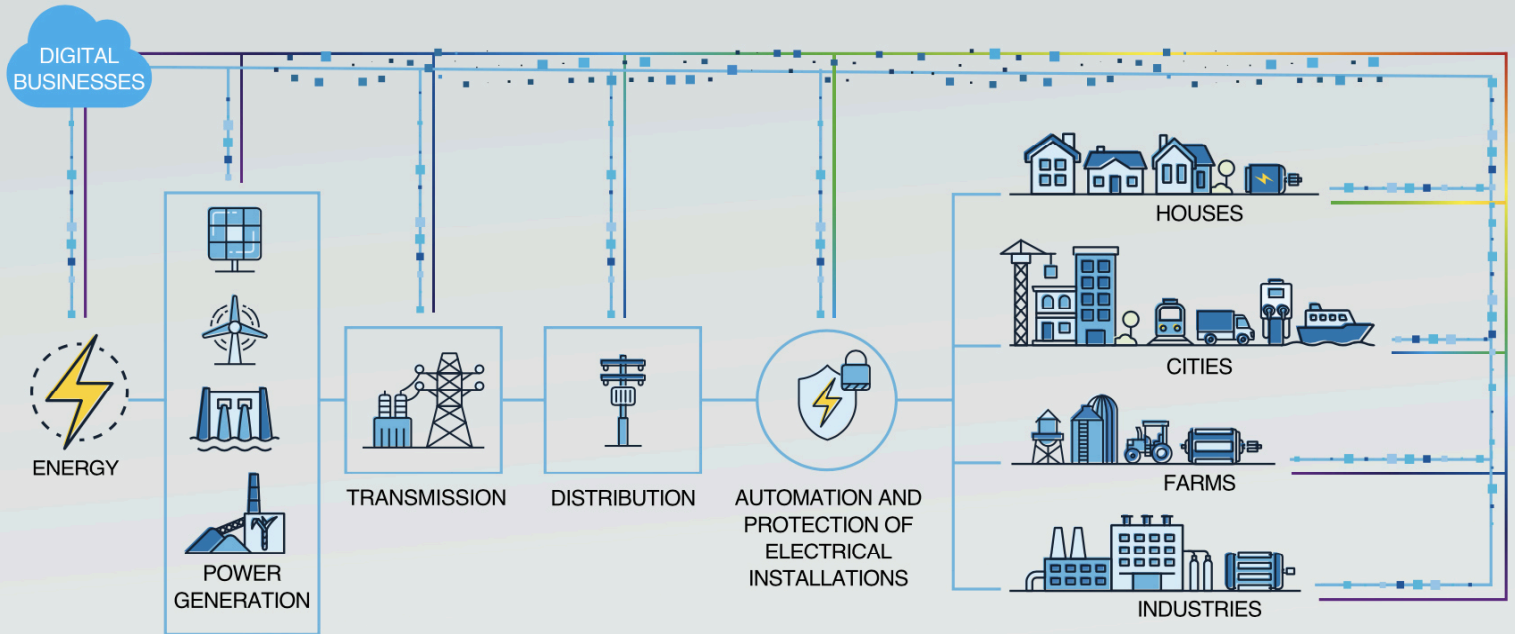 DIGITAL
BUSINESSES
ENERGY
POWER
GENERATION
TRANSMISSION
DISTRIBUTION
AUTOMATION AND
PROTECTION OF
ELECTRICAL
INSTALLATIONS
HOUSES
CITIES
FARMS
INDUSTRIES